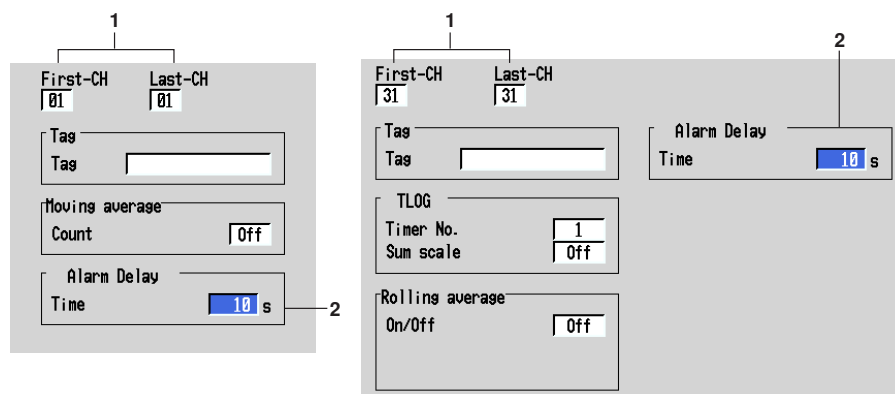 1
First-CH Last-CH
01 01
Tag
Tag
Moving average
Count Off
Alarm Delay
Time 10 s
2
1
First-CH Last-CH
31 31
Tag
Tag
TLOG
Timer No. 1
Sum scale Off
Rolling average
On/Off Off
2
Alarm Delay
Time 10 s